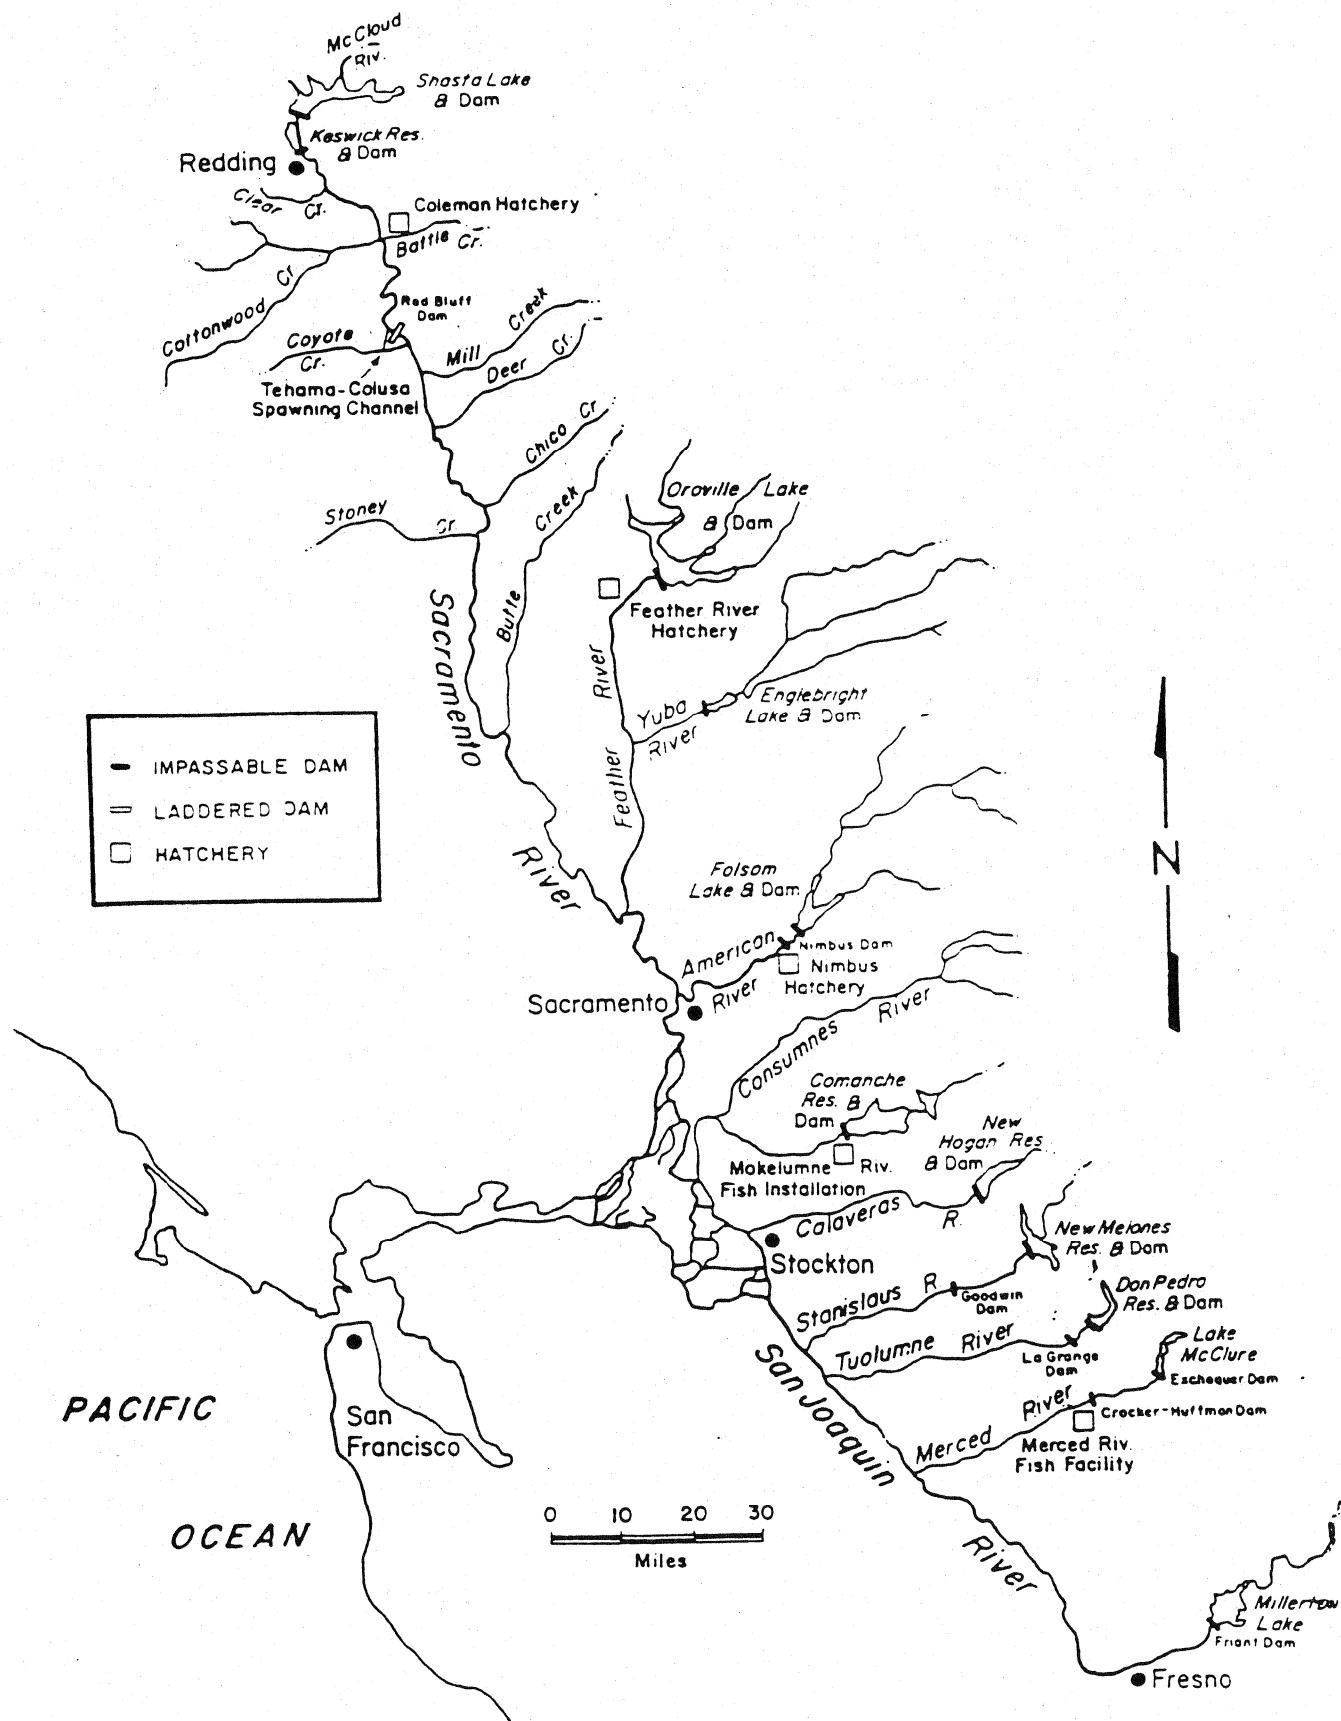 McCloud
Riv.
Shasta Lake
& Dam
Keswick Res.
& Dam
Redding
Clear Cr.
Coleman Hatchery
Battle Cr.
Cottonwood Cr
Red Bluff
Dam
Coyote
Cr.
Mill Creek
Deer Cr.
Tehama-Colusa
Spawning Channel
Chico Cr
Stoney Cr
Butte Creek
Oroville Lake
& Dam
Feather River
Hatchery
Sacramento River
Feather River
Yuba
River
Englebright
Lake & Dam
IMPASSABLE DAM
LADDERED DAM
HATCHERY
N
Folsom
Lake & Dam
American
River
Nimbus Dam
Nimbus
Hatchery
Sacramento
Consumnes River
Comanche
Res. &
Dam
New
Hogan Res
& Dam
Mokelumne Riv.
Fish Installation
Calaveras R.
Stockton
New Melones
Res. & Dam
Stanislaus R.
Goodwin
Dam
Don Pedro
Res. & Dam
Tuolumne River
La Grange
Dam
Lake
McClure
Eschequer Dam
Merced River
Crocker-Huffman Dam
Merced Riv.
Fish Facility
San Joaquin River
PACIFIC
OCEAN
San
Francisco
0 10 20 30
Miles
Millerton
Lake
Friant Dam
Fresno